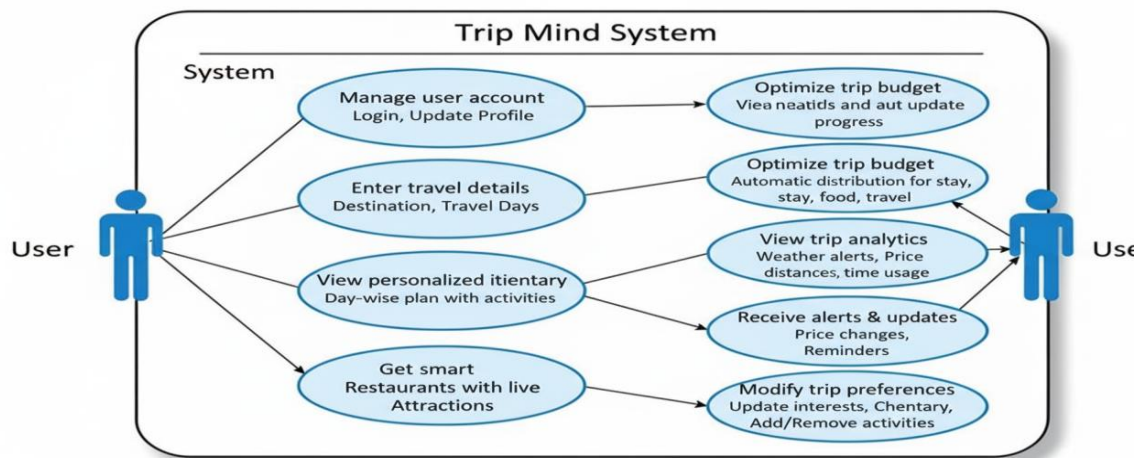 Trip Mind System
System
Manage user account
Login, Update Profile
Optimize trip budget
and aut update
progress
Enter travel details
Destination, Travel Days
Optimize trip budget
Automatic distribution for stay,
stay, food, travel
User
View personalized itientary
Day-wise plan with activities
View trip analytics
Weather alerts, Price
distances, time usage
Use
Receive alerts & updates
Price changes,
Reminders
Get smart
Restaurants with live
Attractions
Modify trip preferences
Update interests, Chentary,
Add/Remove activities